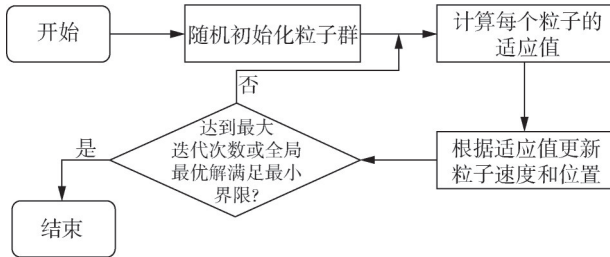 开始
随机初始化粒子群
计算每个粒子的
适应值
否
达到最大
迭代次数或全局
最优解满足最小
界限?
根据适应值更新
粒子速度和位置
是
结束